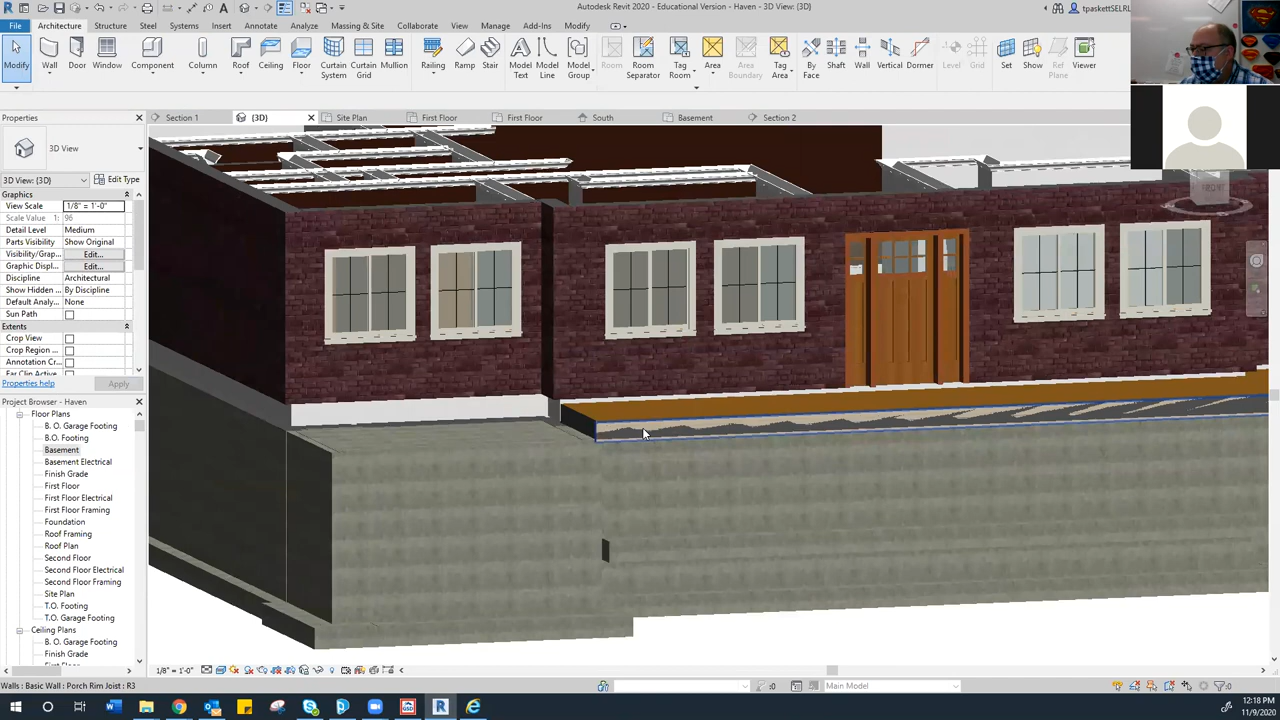 Autodesk Revit 2020 - Educational Version - Haven - 3D View: {3D}
tpaskettSELRL
File Architecture Structure Steel Systems Insert Annotate Analyze Massing & Site Collaborate View Manage Add-Ins Modify
Modify Wall Door Window Component Column Roof Ceiling Floor Curtain System Curtain Grid Mullion Railing Ramp Stair Model Text Model Line Model Group Room Room Separator Tag Room Area Area Boundary Tag Area By Face Shaft Wall Vertical Dormer Level Grid Set Show Ref Plane Viewer
Properties
Section 1 {3D} Site Plan First Floor First Floor South Basement Section 2
3D View
3D View: {3D} Edit Type
Graphics
View Scale 1/8" = 1'-0"
Scale Value 1: 96
Detail Level Medium
Parts Visibility Show Original
Visibility/Grap... Edit...
Graphic Displ... Edit...
Discipline Architectural
Show Hidden ... By Discipline
Default Analy... None
Sun Path
Extents
Crop View
Crop Region ...
Annotation Cr...
Far Clip Active
Properties help Apply
Project Browser - Haven
Floor Plans
B. O. Garage Footing
B.O. Footing
Basement
Basement Electrical
Finish Grade
First Floor
First Floor Electrical
First Floor Framing
Foundation
Roof Framing
Roof Plan
Second Floor
Second Floor Electrical
Second Floor Framing
Site Plan
T.O. Footing
T.O. Garage Footing
Ceiling Plans
B. O. Garage Footing
Finish Grade
FRONT
1/8" = 1'-0"
Walls : Basic Wall : Porch Rim Joist : R0
:0
Main Model
:0
12:18 PM
11/9/2020